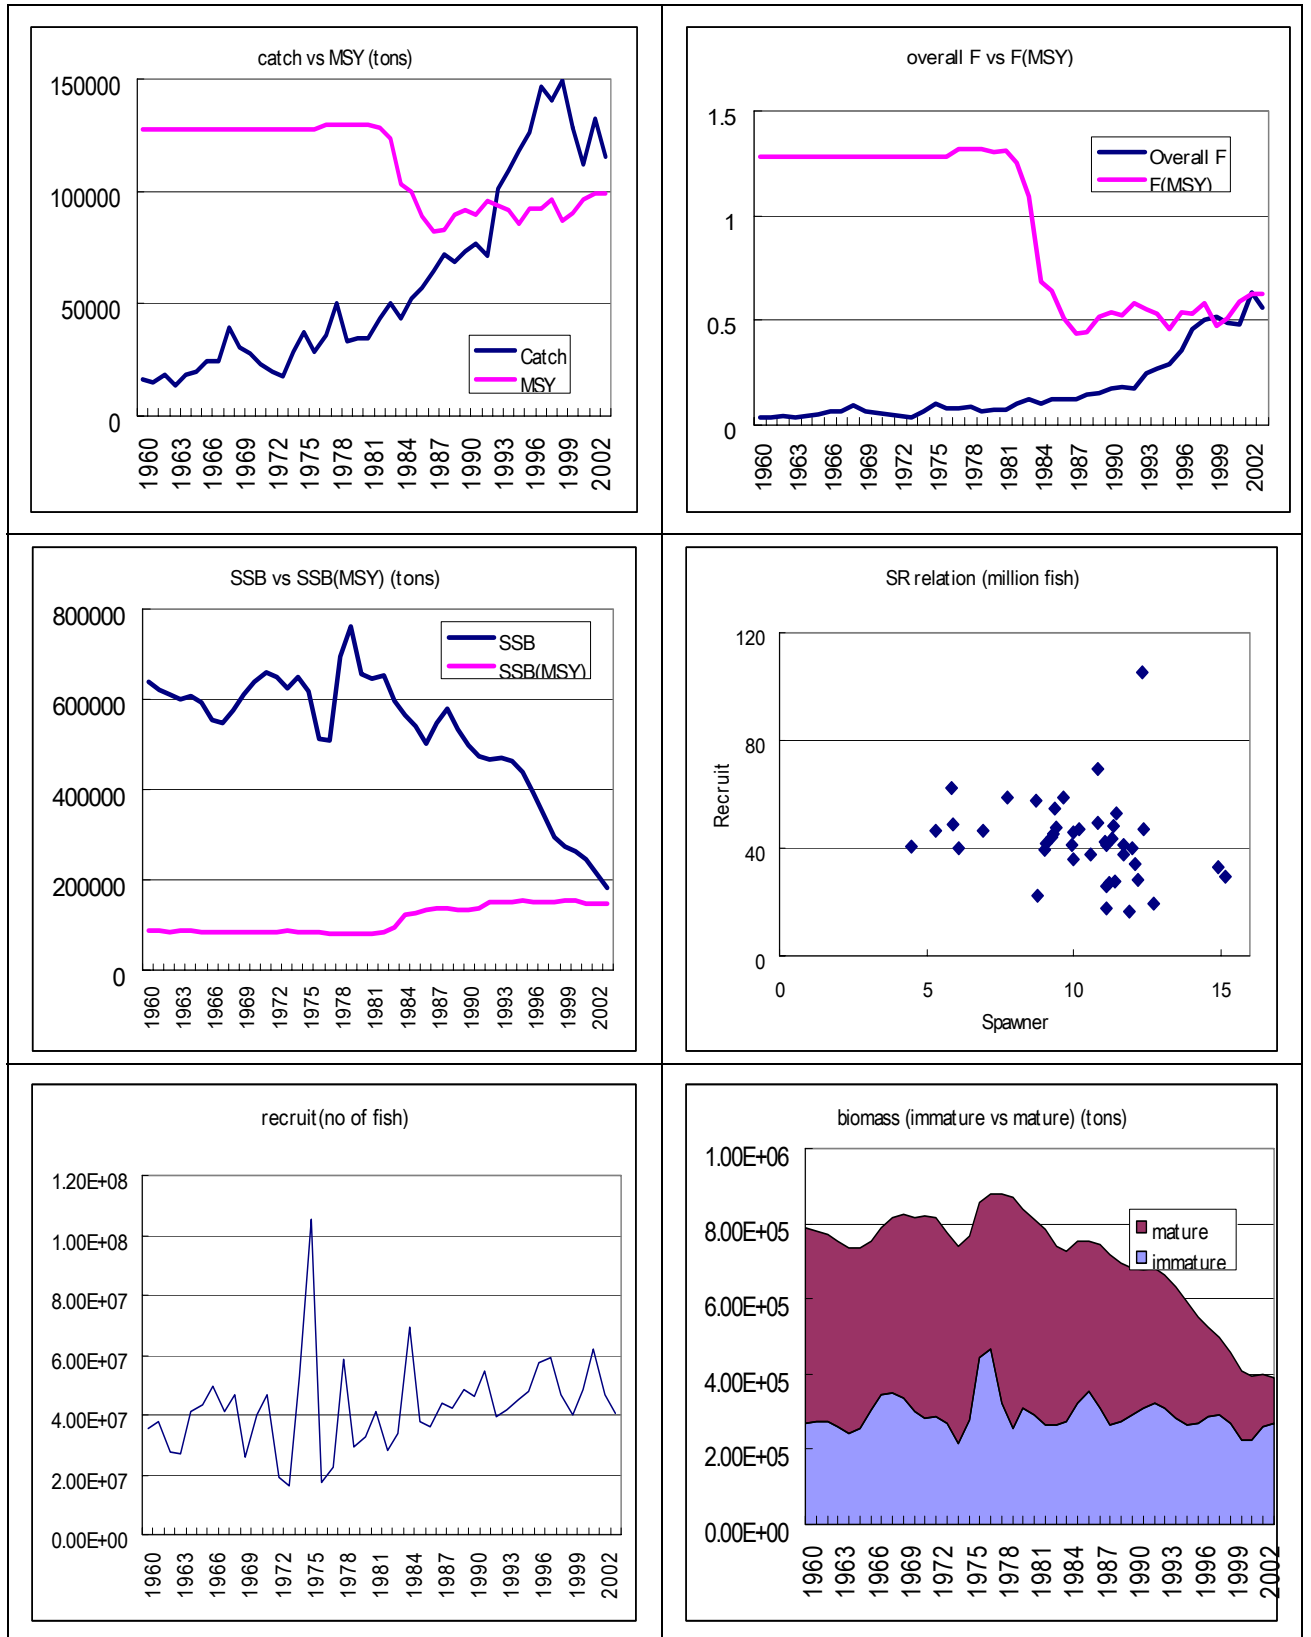 catch vs MSY (tons)
150000
100000
50000
0
Catch
MSY
1960 1963 1966 1969 1972 1975 1978 1981 1984 1987 1990 1993 1996 1999 2002
overall F vs F(MSY)
1.5
1
0.5
0
Overall F
F(MSY)
1960 1963 1966 1969 1972 1975 1978 1981 1984 1987 1990 1993 1996 1999 2002
SSB vs SSB(MSY) (tons)
800000
600000
400000
200000
0
SSB
SSB(MSY)
1960 1963 1966 1969 1972 1975 1978 1981 1984 1987 1990 1993 1996 1999 2002
SR relation (million fish)
120
80
40
0
Recruit
0 5 10 15
Spawner
recruit(no of fish)
1.20E+08
1.00E+08
8.00E+07
6.00E+07
4.00E+07
2.00E+07
0.00E+00
1960 1963 1966 1969 1972 1975 1978 1981 1984 1987 1990 1993 1996 1999 2002
biomass (immature vs mature) (tons)
1.00E+06
8.00E+05
6.00E+05
4.00E+05
2.00E+05
0.00E+00
mature
immature
1960 1963 1966 1969 1972 1975 1978 1981 1984 1987 1990 1993 1996 1999 2002